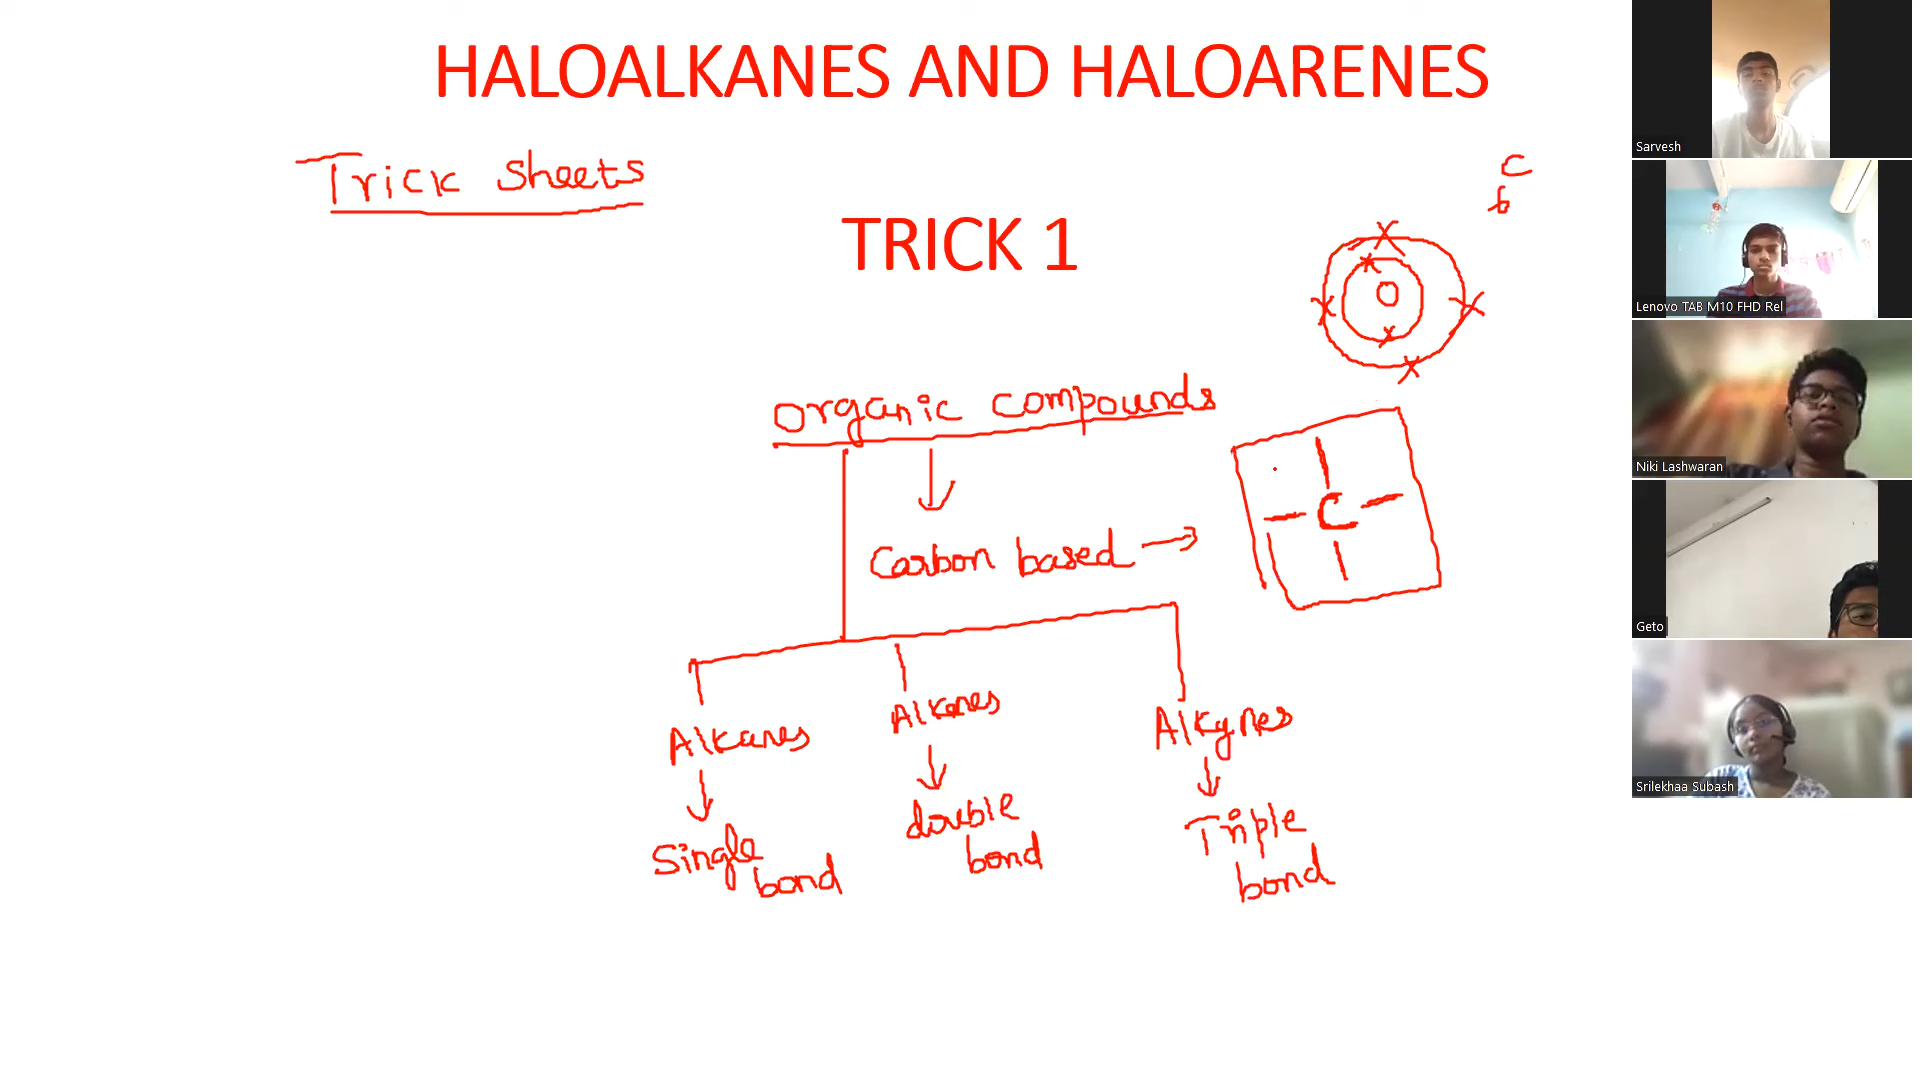 HALOALKANES AND HALOARENES
Trick Sheets
TRICK 1
C
6
organic compounds
Carbon based
C
Alkanes
Alkenes
Alkynes
Single
bond
double
bond
Triple
bond
Sarvesh
Lenovo TAB M10 FHD Rel
Niki Lashwaran
Geto
Srilekhaa Subash